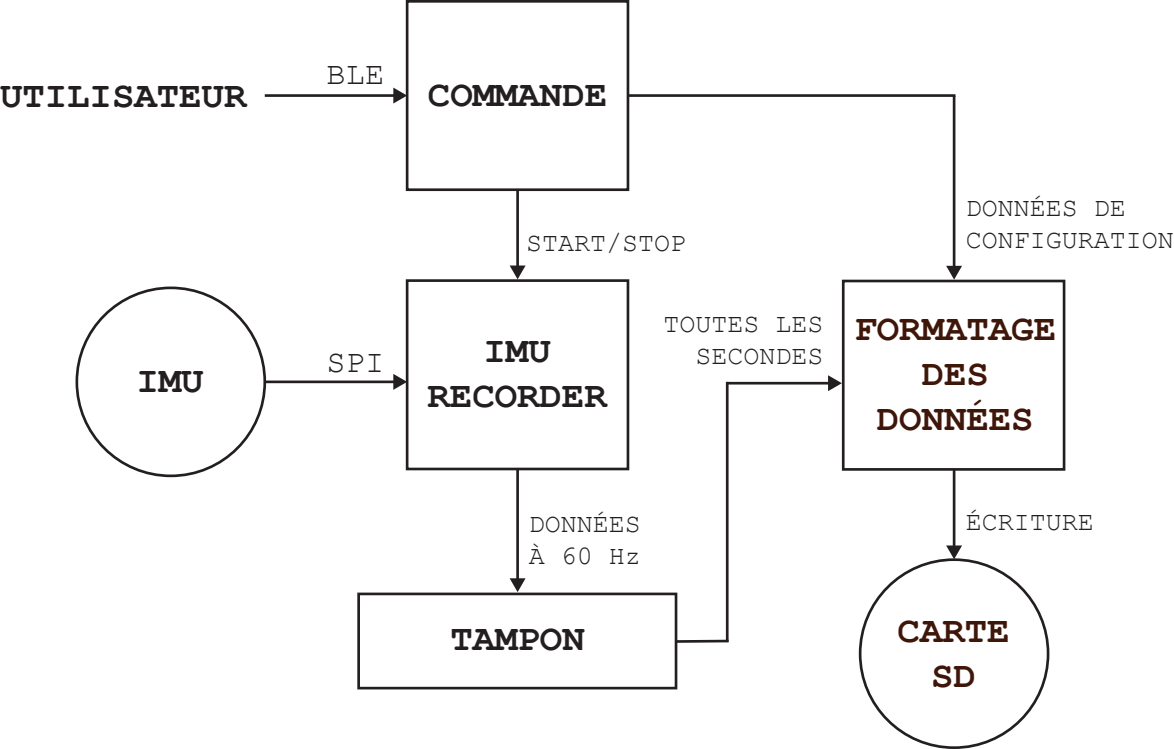 BLE
UTILISATEUR
COMMANDE
DONNÉES DE
CONFIGURATION
START/STOP
IMU
SPI
IMU
RECORDER
TOUTES LES
SECONDES
FORMATAGE
DES
DONNÉES
DONNÉES
À 60 Hz
ÉCRITURE
TAMPON
CARTE
SD